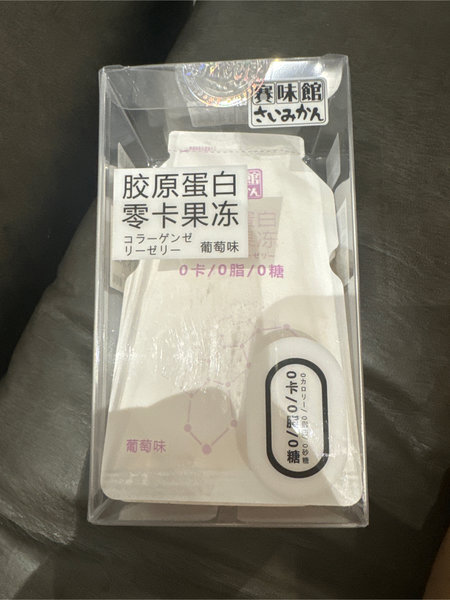 赛味館
さいみかん
胶原蛋白
零卡果冻
コラーゲンゼ
リーゼリー 葡萄味
0卡/0脂/0糖
葡萄味
0卡/0脂/0糖